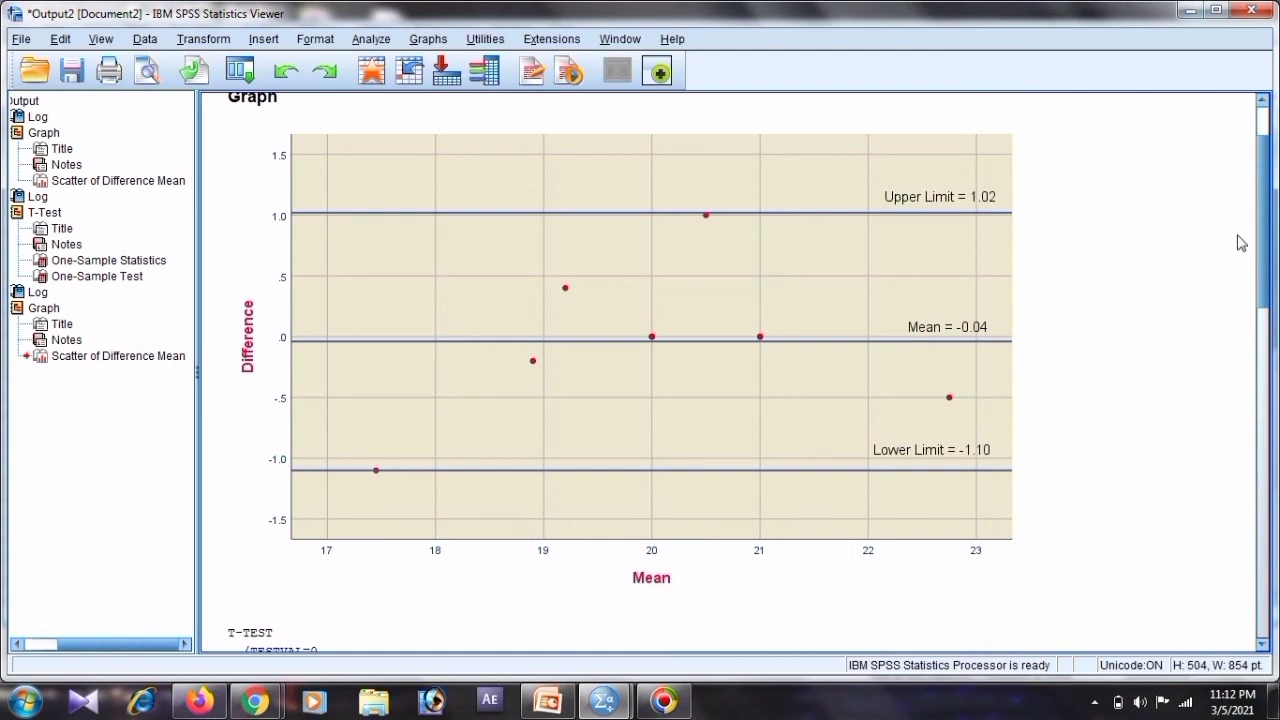 *Output2 [Document2] - IBM SPSS Statistics Viewer
File Edit View Data Transform Insert Format Analyze Graphs Utilities Extensions Window Help
utput
Log
Graph
Title
Notes
Scatter of Difference Mean
Log
T-Test
Title
Notes
One-Sample Statistics
One-Sample Test
Log
Graph
Title
Notes
Scatter of Difference Mean
Graph
1.5
1.0
.5
.0
-.5
-1.0
-1.5
Difference
Upper Limit = 1.02
Mean = -0.04
Lower Limit = -1.10
17 18 19 20 21 22 23
Mean
T-TEST
/TESTVAL=0
IBM SPSS Statistics Processor is ready Unicode:ON H: 504, W: 854 pt.
AE
Σα
11:12 PM
3/5/2021